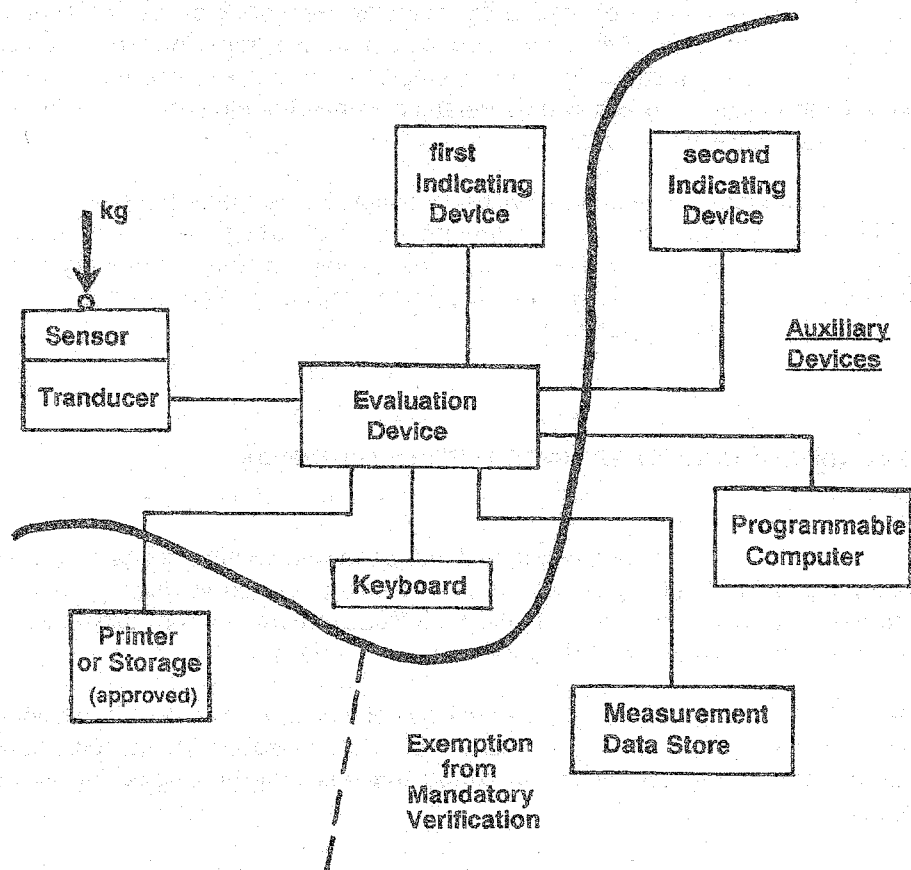 first
Indicating
Device
second
Indicating
Device
kg
Sensor
Tranducer
Auxiliary
Devices
Evaluation
Device
Programmable
Computer
Keyboard
Printer
or Storage
(approved)
Measurement
Data Store
Exemption
from
Mandatory
Verification